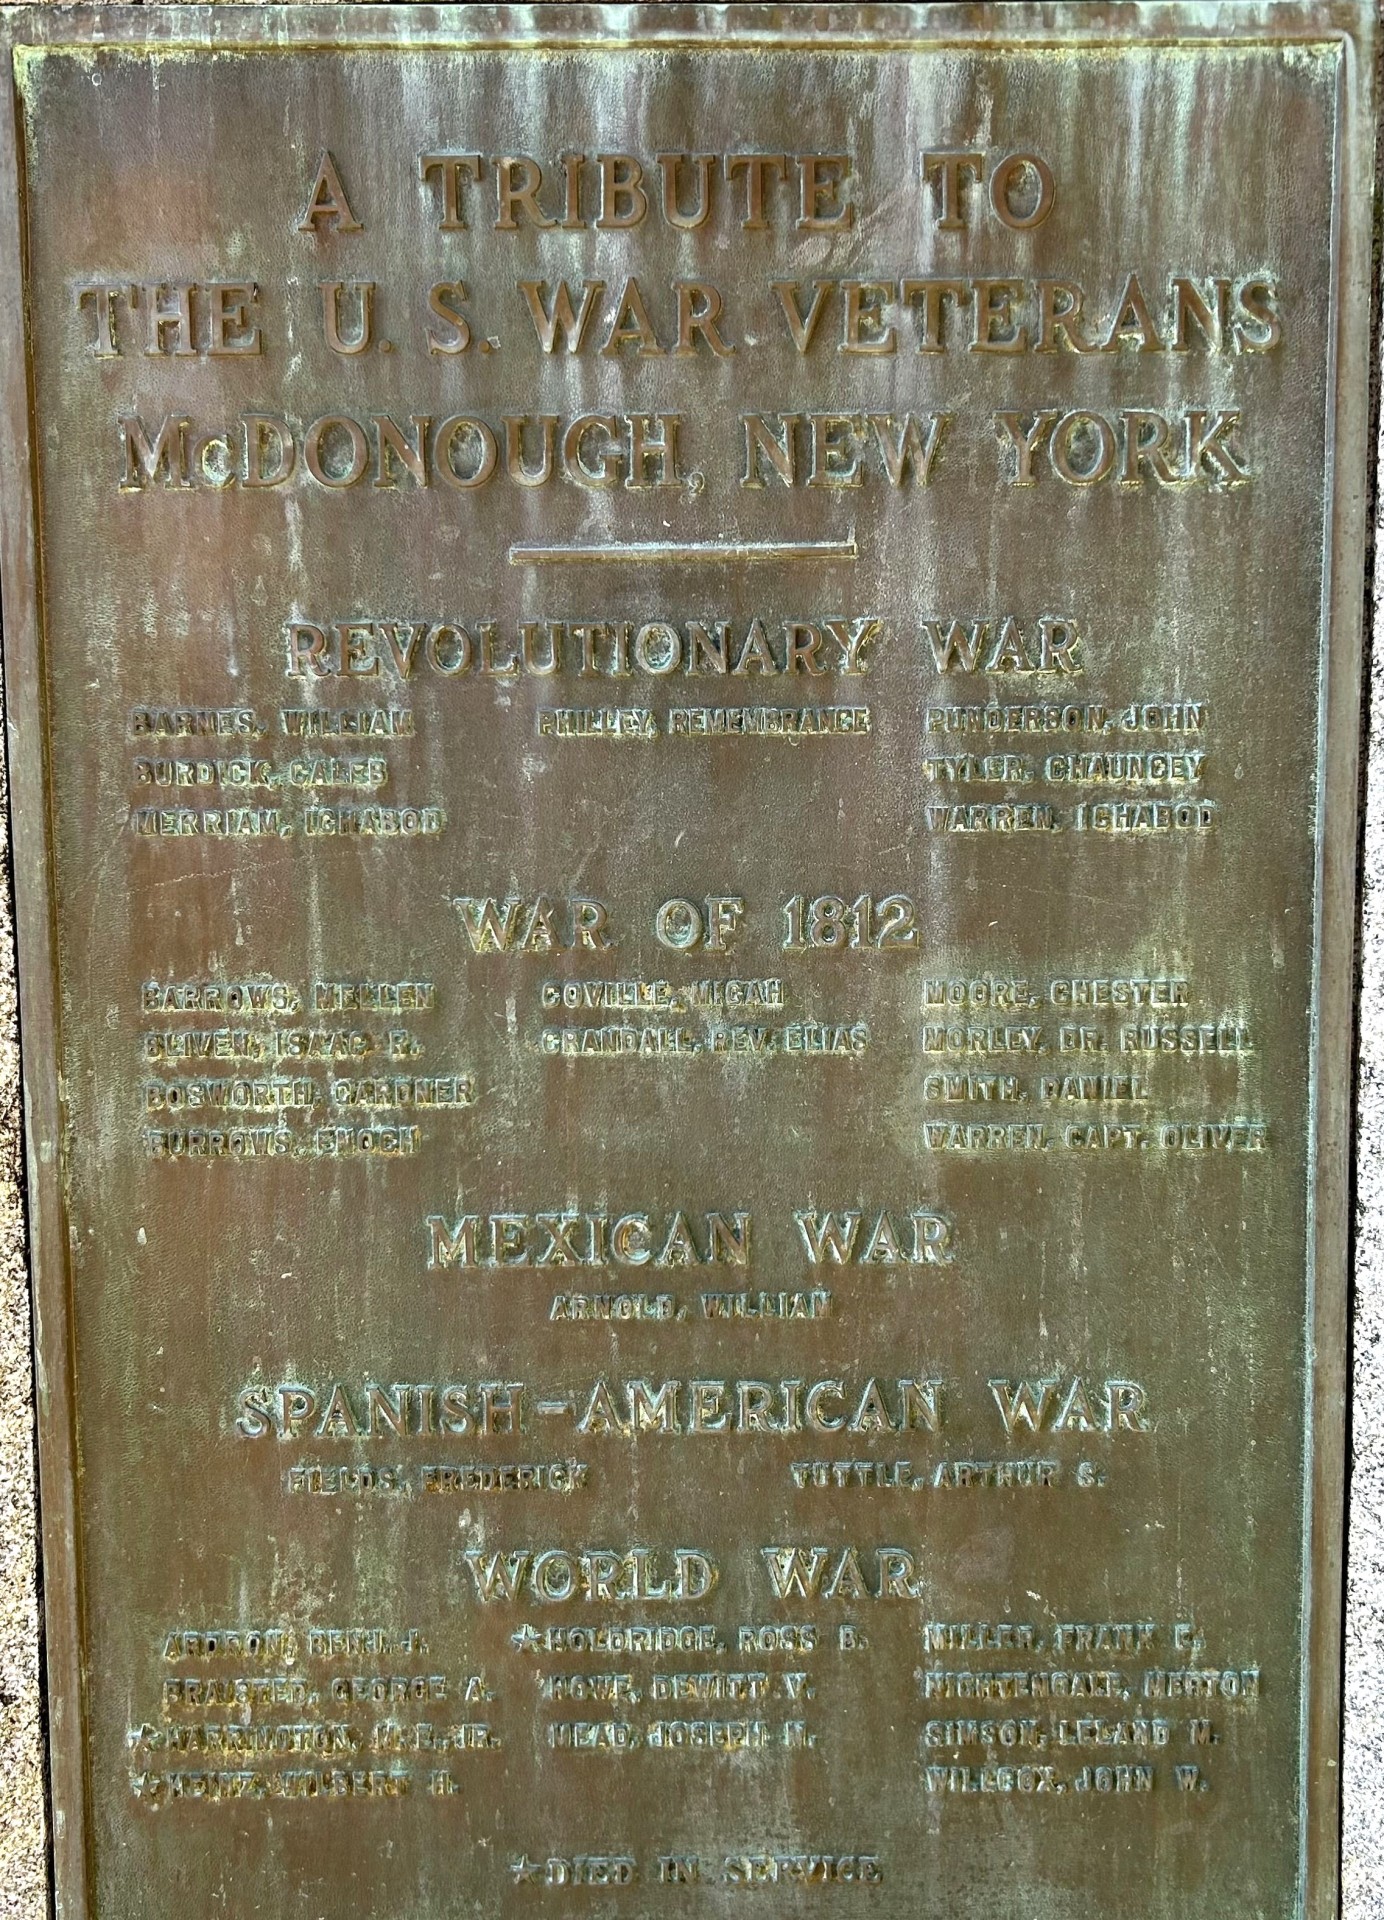 A TRIBUTE TO
THE U. S. WAR VETERANS
McDONOUGH, NEW YORK
REVOLUTIONARY WAR
BARNES, WILLIAM PHILLEY, REMEMBRANCE PUNDERSON, JOHN
BURDICK, CALEB TYLER, CHAUNCEY
MERRIAM, ICHABOD WARREN, ICHABOD
WAR OF 1812
BARROWS, MELLEN COVILLE, MICAH MOORE, CHESTER
BLIVEN, ISAAC R. CRANDALL, REV. ELIAS MORLEY, DR. RUSSELL
BOSWORTH, GARDNER SMITH, DANIEL
BURROWS, ENOCH WARREN, CAPT. OLIVER
MEXICAN WAR
ARNOLD, WILLIAM
SPANISH-AMERICAN WAR
FIELDS, FREDERICK TUTTLE, ARTHUR S.
WORLD WAR
ARDRON, BENJ. J. ★HOLDRIDGE, ROSS B. MILLER, FRANK C.
BRAISTED, GEORGE A. HOWE, DEWITT V. NIGHTENGALE, MERTON
★HARRINGTON, M. E., JR. MEAD, JOSEPH M. SIMSON, LELAND M.
★HEINZ, WILBERT H. WILLCOX, JOHN W.
★DIED IN SERVICE